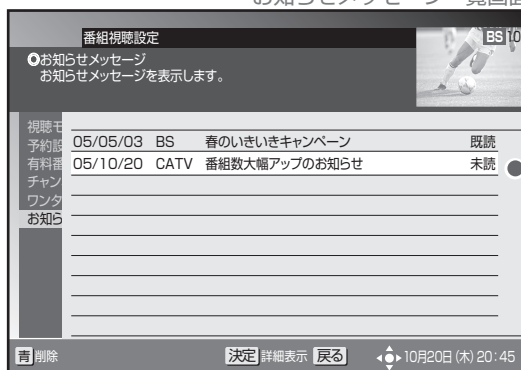 お知らせメッセージ一覧画面
番組視聴設定
BS 10
お知らせメッセージ
お知らせメッセージを表示します。
視聴モ
予約設
有料番
チャン
ワンタ
お知ら
05/05/03 BS 春のいきいきキャンペーン 既読
05/10/20 CATV 番組数大幅アップのお知らせ 未読
青 削除 決定 詳細表示 戻る 10月20日(木) 20:45